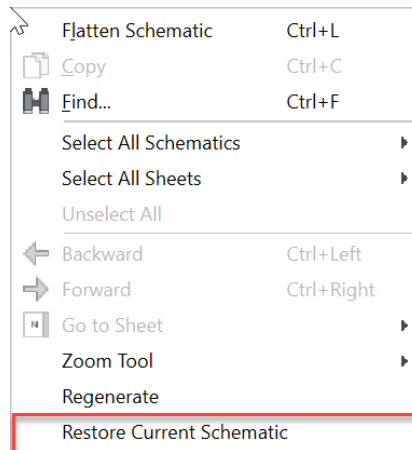 Flatten Schematic Ctrl+L
Copy Ctrl+C
Find... Ctrl+F
Select All Schematics
Select All Sheets
Unselect All
Backward Ctrl+Left
Forward Ctrl+Right
N Go to Sheet
Zoom Tool
Regenerate
Restore Current Schematic